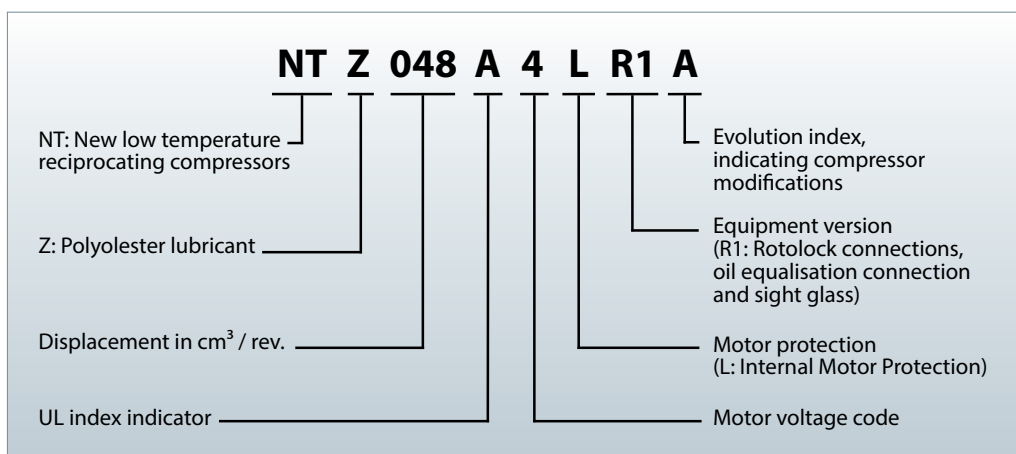 NT Z 048 A 4 L R1 A
NT: New low temperature
reciprocating compressors
Z: Polyolester lubricant
Displacement in cm³ / rev.
UL index indicator
Evolution index,
indicating compressor
modifications
Equipment version
(R1: Rotolock connections,
oil equalisation connection
and sight glass)
Motor protection
(L: Internal Motor Protection)
Motor voltage code